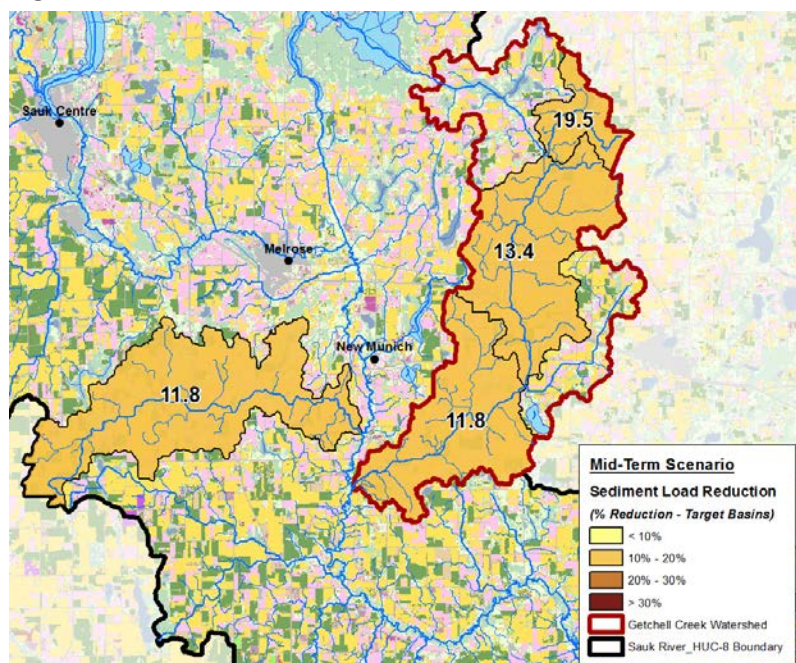 Sauk Centre
19.5
Melrose
13.4
New Munich
11.8
11.8
Mid-Term Scenario
Sediment Load Reduction
(% Reduction - Target Basins)
< 10%
10% - 20%
20% - 30%
> 30%
Getchell Creek Watershed
Sauk River_HUC-8 Boundary